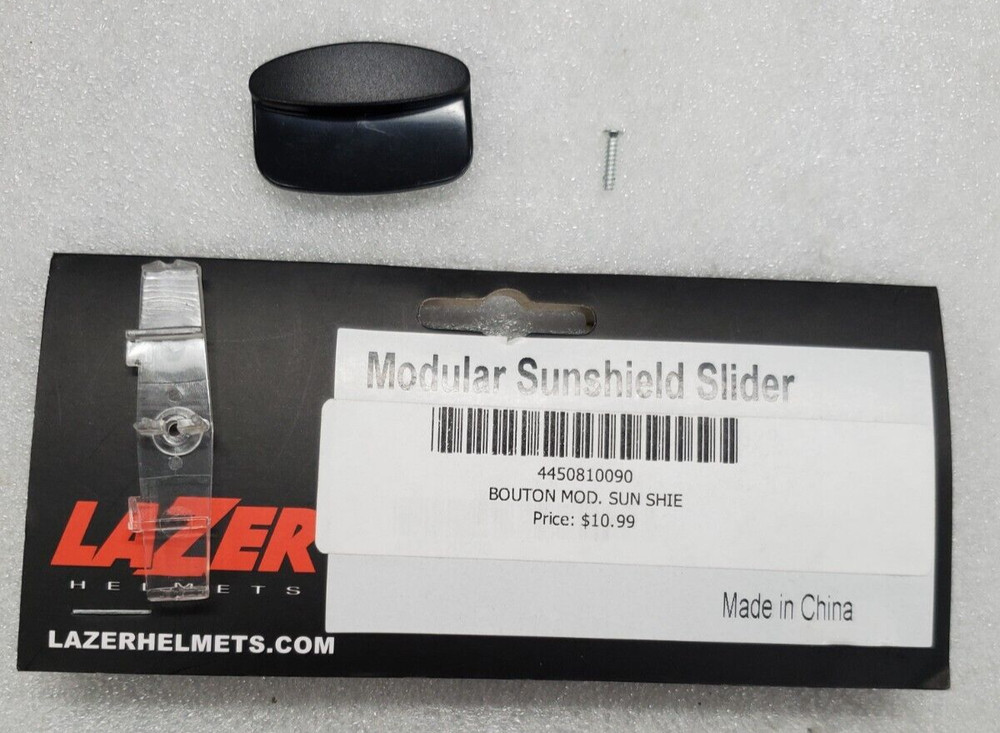 Modular Sunshield Slider
4450810090
BOUTON MOD. SUN SHIE
Price: $10.99
Made in China
LAZER
HELMETS
LAZERHELMETS.COM